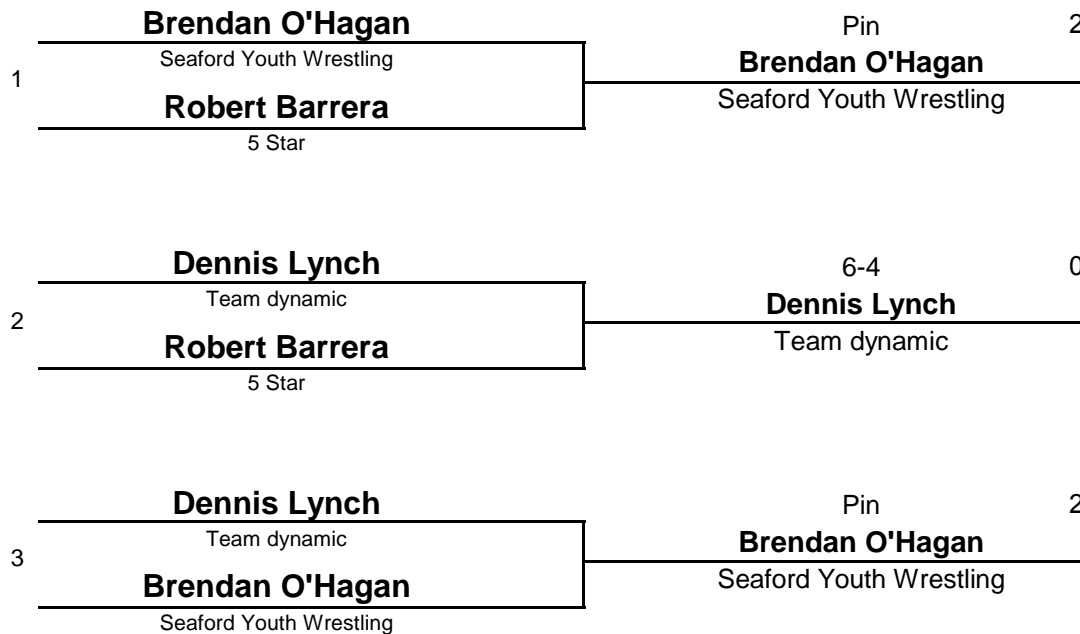 Brendan O'Hagan
Seaford Youth Wrestling
1
Robert Barrera
5 Star
Pin 2
Brendan O'Hagan
Seaford Youth Wrestling
Dennis Lynch
Team dynamic
2
Robert Barrera
5 Star
6-4 0
Dennis Lynch
Team dynamic
Dennis Lynch
Team dynamic
3
Brendan O'Hagan
Seaford Youth Wrestling
Pin 2
Brendan O'Hagan
Seaford Youth Wrestling